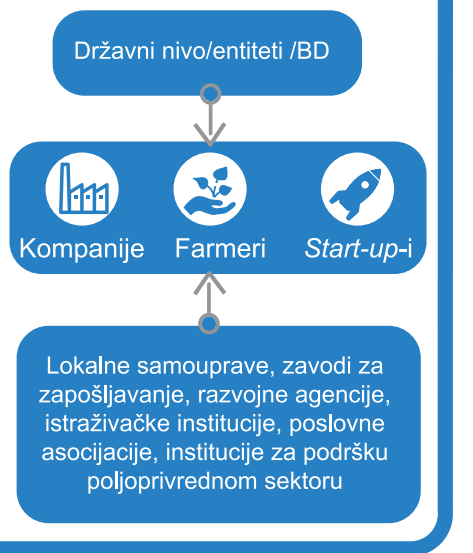 Državni nivo/entiteti /BD
Kompanije Farmeri Start-up-i
Lokalne samouprave, zavodi za
zapošljavanje, razvojne agencije,
istraživačke institucije, poslovne
asocijacije, institucije za podršku
poljoprivrednom sektoru